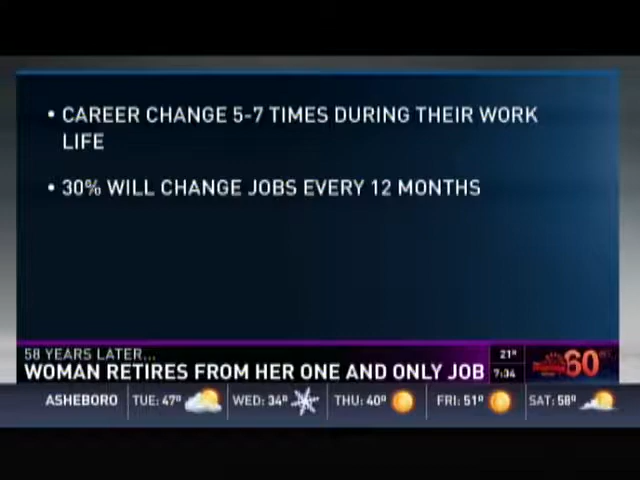 • CAREER CHANGE 5-7 TIMES DURING THEIR WORK
LIFE
• 30% WILL CHANGE JOBS EVERY 12 MONTHS
58 YEARS LATER...
WOMAN RETIRES FROM HER ONE AND ONLY JOB
21°
7:34
60
ASHEBORO TUE: 47° WED: 34° THU: 40° FRI: 51° SAT: 58°